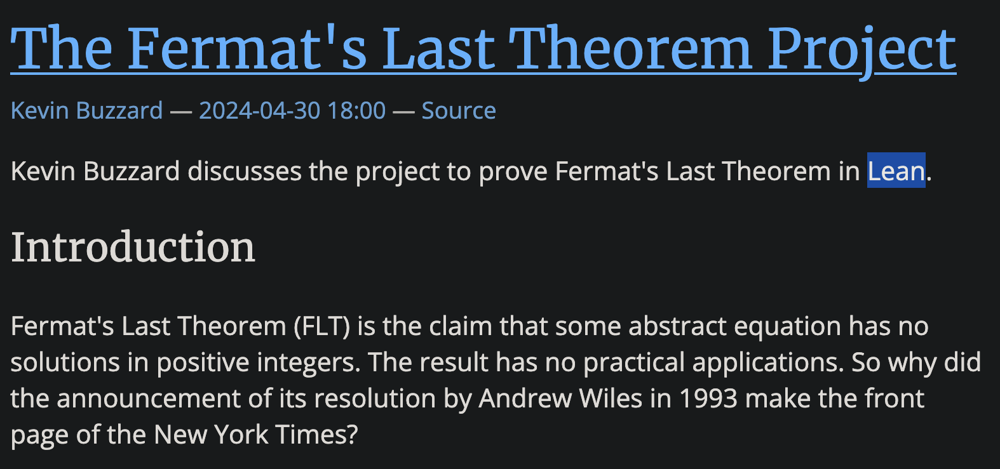 The Fermat's Last Theorem Project
Kevin Buzzard — 2024-04-30 18:00 — Source
Kevin Buzzard discusses the project to prove Fermat's Last Theorem in Lean.
Introduction
Fermat's Last Theorem (FLT) is the claim that some abstract equation has no
solutions in positive integers. The result has no practical applications. So why did
the announcement of its resolution by Andrew Wiles in 1993 make the front
page of the New York Times?